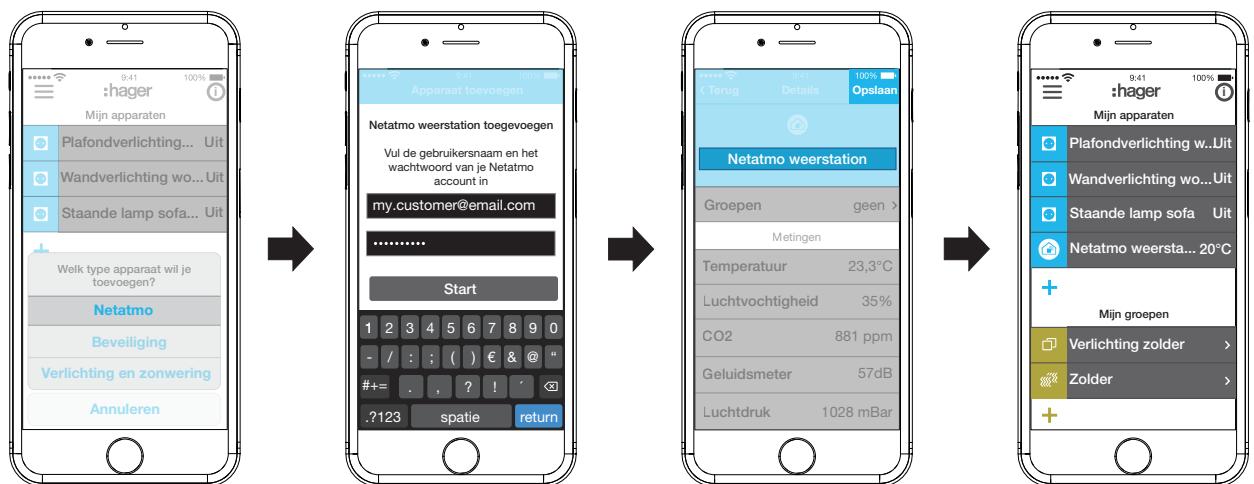 9:41 100%
:hager
Mijn apparaten
Plafondverlichting... Uit
Wandverlichting wo... Uit
Staande lamp sofa... Uit
+
Welk type apparaat wil je
toevoegen?
Netatmo
Beveiliging
Verlichting en zonwering
Annuleren
9:41 100%
Apparaat toevoegen
Netatmo weerstation toegevoegen
Vul de gebruikersnaam en het
wachtwoord van je Netatmo
account in
my.customer@email.com
••••••••••
Start
1 2 3 4 5 6 7 8 9 0
- / : ; ( ) € & @ “
#+= . , ? ! ´
.?123 spatie return
9:41 100%
< Terug Details Opslaan
Netatmo weerstation
Groepen geen >
Metingen
Temperatuur 23,3°C
Luchtvochtigheid 35%
CO2 881 ppm
Geluidsmeter 57dB
Luchtdruk 1028 mBar
9:41 100%
:hager
Mijn apparaten
Plafondverlichting w...Uit
Wandverlichting wo...Uit
Staande lamp sofa Uit
Netatmo weersta... 20°C
+
Mijn groepen
Verlichting zolder >
Zolder >
+